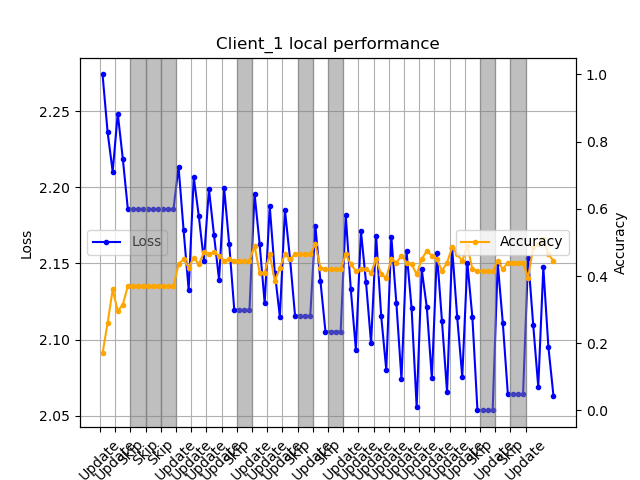 Client_1 local performance
Loss
2.25
2.20
2.15
2.10
2.05
1.0
0.8
0.6
0.4
0.2
0.0
Accuracy
Loss
Accuracy
Update
Update
Skip
Skip
Skip
Update
Update
Update
Update
Skip
Update
Update
Update
Skip
Update
Skip
Update
Update
Update
Update
Update
Update
Update
Update
Update
Skip
Update
Skip
Update